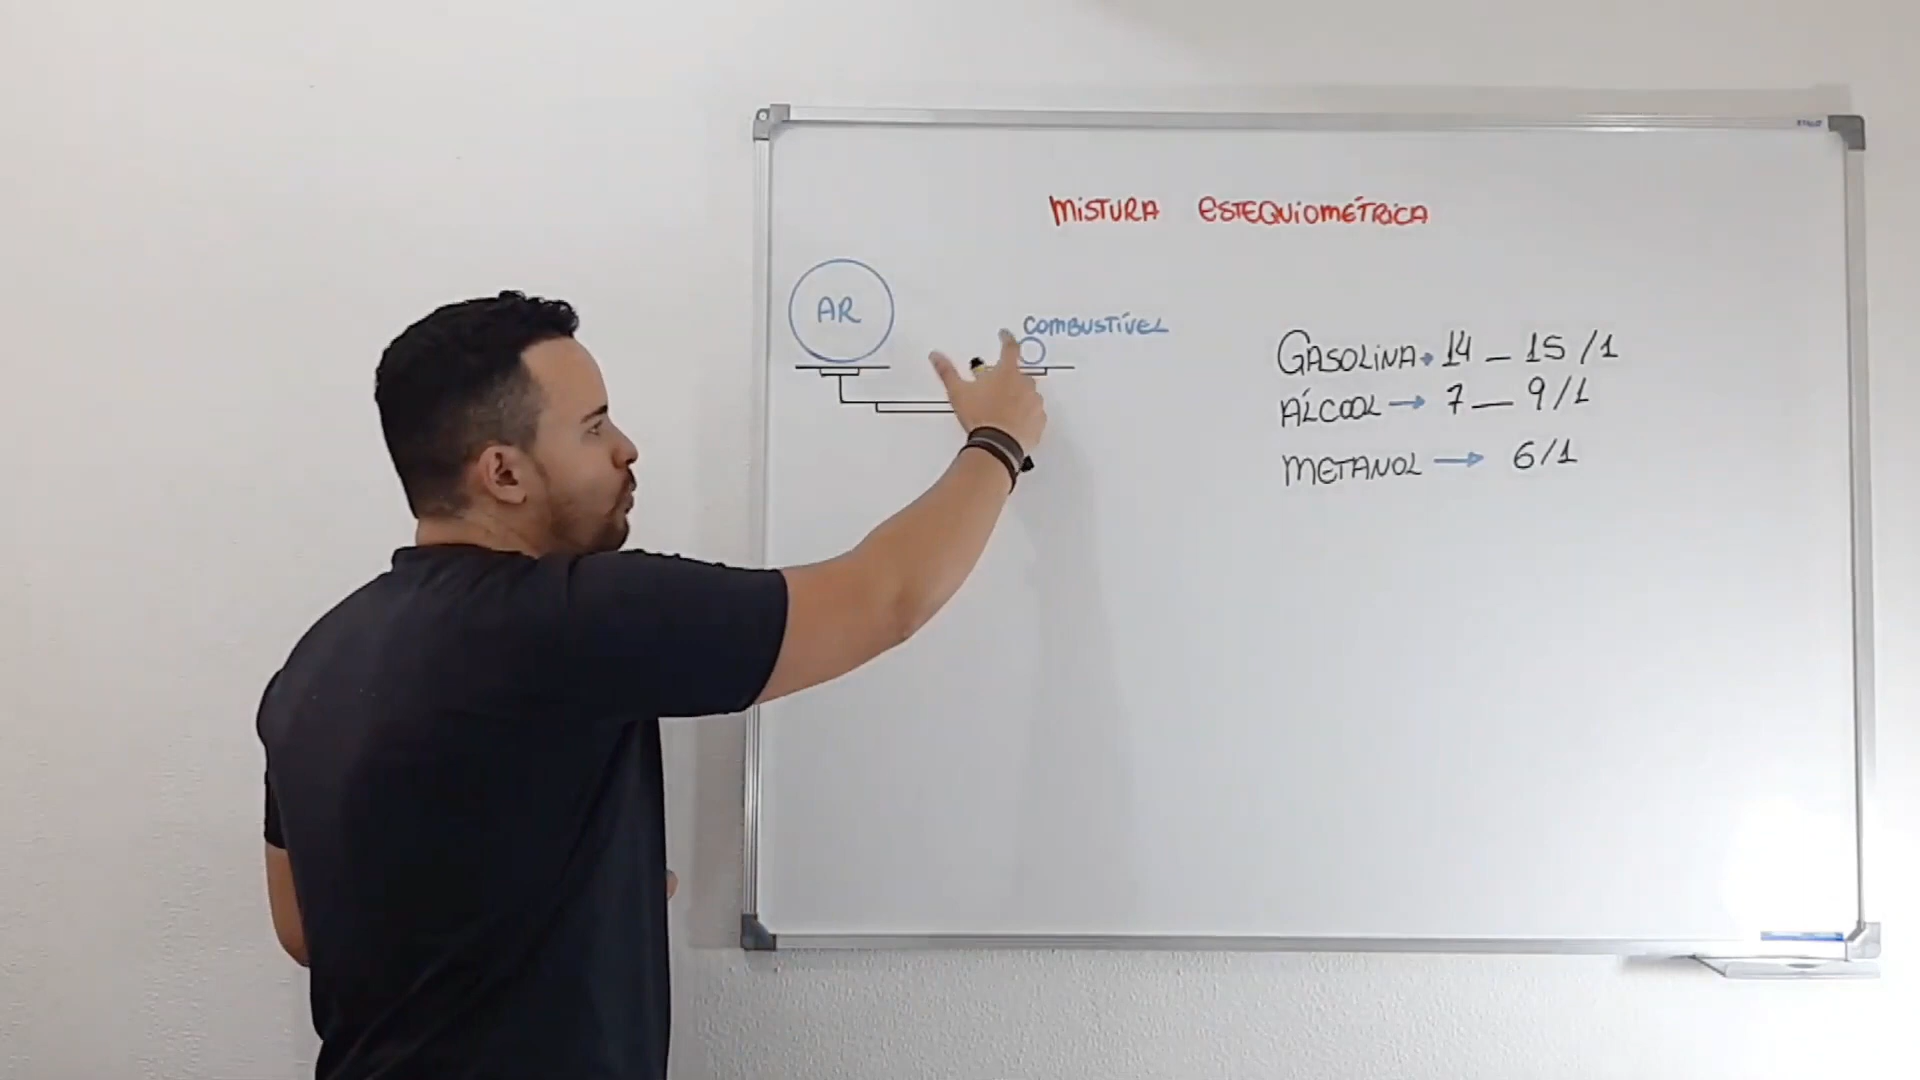 MISTURA ESTEQUIOMÉTRICA
AR
COMBUSTÍVEL
GASOLINA → 14 _ 15 /1
ÁLCOOL → 7 _ 9/1
METANOL → 6/1